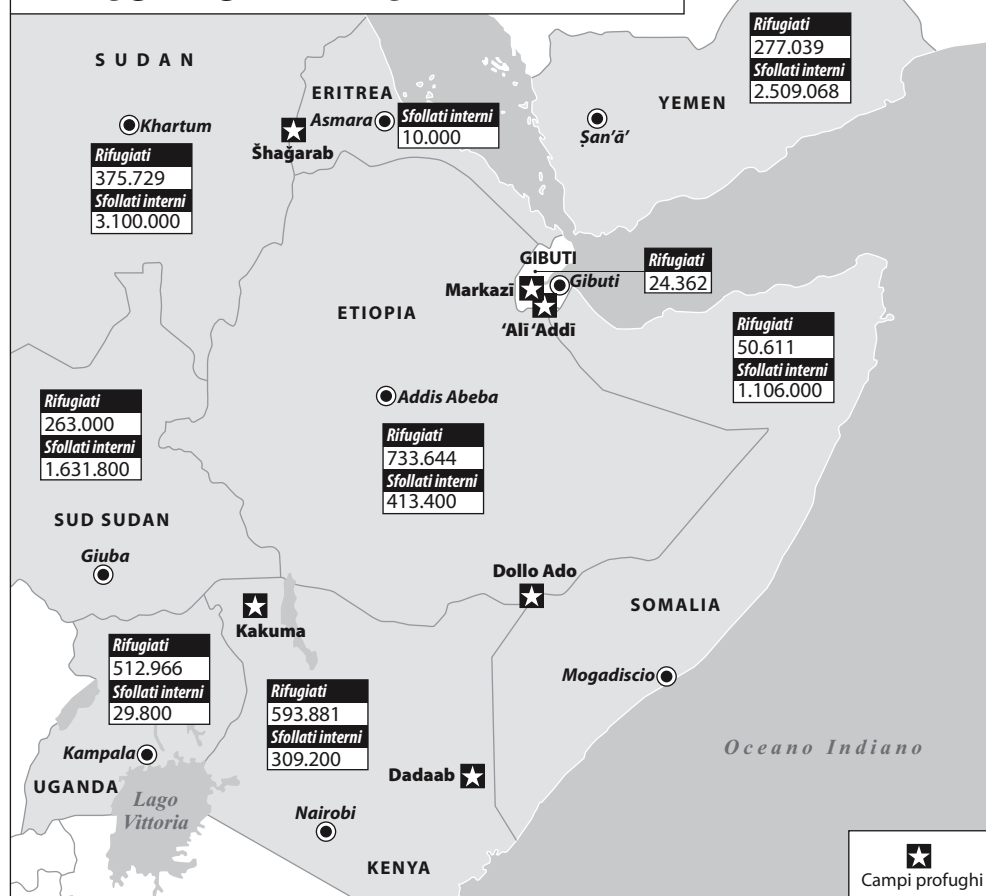 SUDAN
Khartum
Rifugiati
375.729
Sfollati interni
3.100.000
ERITREA
Asmara
Sfollati interni
10.000
Šhağarab
YEMEN
Ṣan'ā'
Rifugiati
277.039
Sfollati interni
2.509.068
GIBUTI
Gibuti
Rifugiati
24.362
Markazī
'Alī 'Addī
ETIOPIA
Addis Abeba
Rifugiati
733.644
Sfollati interni
413.400
Rifugiati
50.611
Sfollati interni
1.106.000
Rifugiati
263.000
Sfollati interni
1.631.800
SUD SUDAN
Giuba
Dollo Ado
SOMALIA
Mogadiscio
Kakuma
Rifugiati
512.966
Sfollati interni
29.800
Kampala
UGANDA
Lago
Vittoria
Rifugiati
593.881
Sfollati interni
309.200
Dadaab
Nairobi
KENYA
Oceano Indiano
Campi profughi